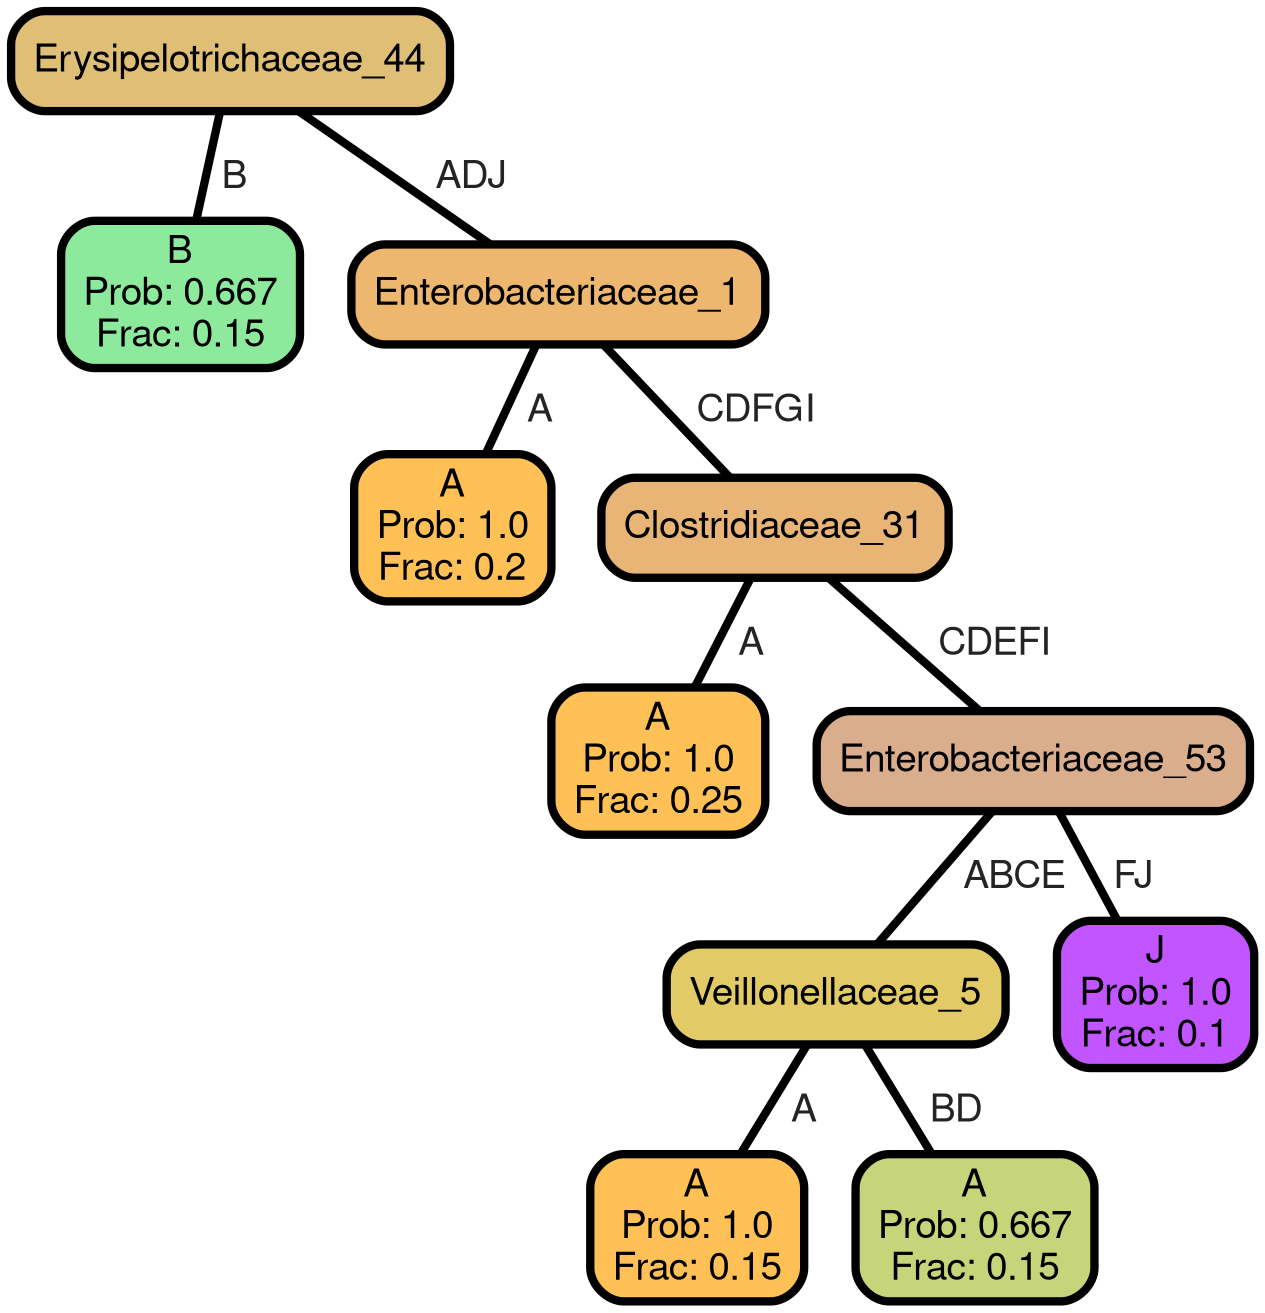 Erysipelotrichaceae_44
B
ADJ
B
Prob: 0.667
Frac: 0.15
Enterobacteriaceae_1
A
CDFGI
A
Prob: 1.0
Frac: 0.2
Clostridiaceae_31
A
CDEFI
A
Prob: 1.0
Frac: 0.25
Enterobacteriaceae_53
ABCE
FJ
Veillonellaceae_5
J
Prob: 1.0
Frac: 0.1
A
BD
A
Prob: 1.0
Frac: 0.15
A
Prob: 0.667
Frac: 0.15